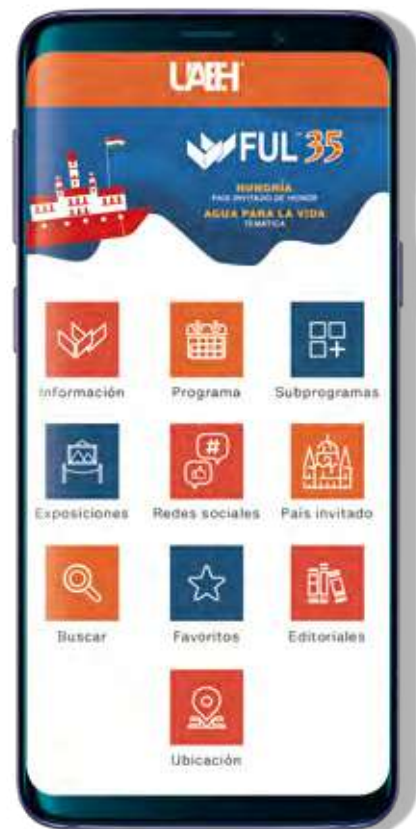 UAEH
FUL 35
HUNGRÍA
PAÍS INVITADO DE HONOR
AGUA PARA LA VIDA
TEMÁTICA
Información
Programa
Subprogramas
Exposiciones
Redes sociales
País invitado
Buscar
Favoritos
Editoriales
Ubicación